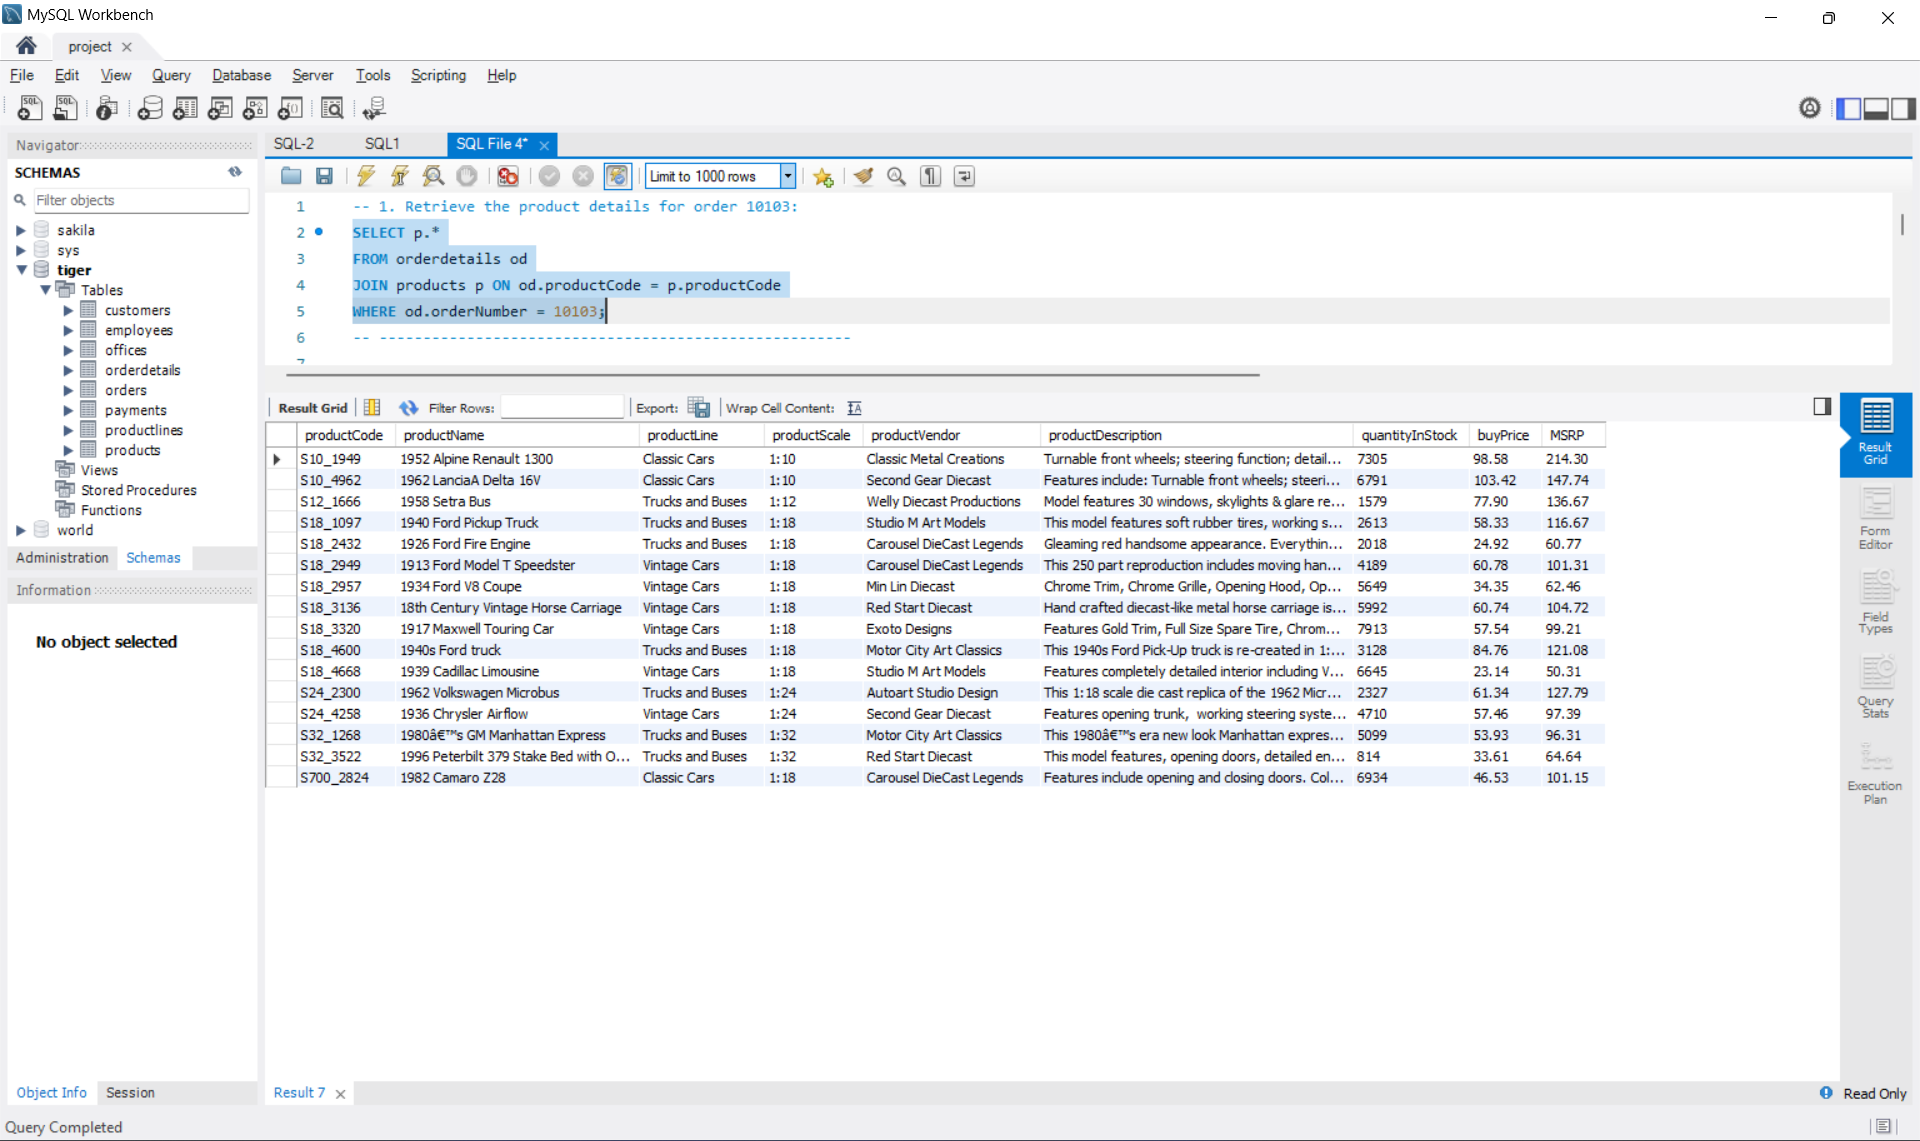 MySQL Workbench
project
File Edit View Query Database Server Tools Scripting Help
Navigator
SCHEMAS
Filter objects
sakila
sys
tiger
Tables
customers
employees
offices
orderdetails
orders
payments
productlines
products
Views
Stored Procedures
Functions
world
Administration Schemas
Information
No object selected
Object Info Session
Query Completed
SQL-2 SQL1 SQL File 4*
Limit to 1000 rows
1 -- 1. Retrieve the product details for order 10103:
2 SELECT p.*
3 FROM orderdetails od
4 JOIN products p ON od.productCode = p.productCode
5 WHERE od.orderNumber = 10103;
6 -- ------------------------------------------------------
7
Result Grid Filter Rows: Export: Wrap Cell Content:
productCode productName productLine productScale productVendor productDescription quantityInStock buyPrice MSRP
S10_1949 1952 Alpine Renault 1300 Classic Cars 1:10 Classic Metal Creations Turnable front wheels; steering function; detail... 7305 98.58 214.30
S10_4962 1962 LanciaA Delta 16V Classic Cars 1:10 Second Gear Diecast Features include: Turnable front wheels; steeri... 6791 103.42 147.74
S12_1666 1958 Setra Bus Trucks and Buses 1:12 Welly Diecast Productions Model features 30 windows, skylights & glare re... 1579 77.90 136.67
S18_1097 1940 Ford Pickup Truck Trucks and Buses 1:18 Studio M Art Models This model features soft rubber tires, working s... 2613 58.33 116.67
S18_2432 1926 Ford Fire Engine Trucks and Buses 1:18 Carousel DieCast Legends Gleaming red handsome appearance. Everythin... 2018 24.92 60.77
S18_2949 1913 Ford Model T Speedster Vintage Cars 1:18 Carousel DieCast Legends This 250 part reproduction includes moving han... 4189 60.78 101.31
S18_2957 1934 Ford V8 Coupe Vintage Cars 1:18 Min Lin Diecast Chrome Trim, Chrome Grille, Opening Hood, Op... 5649 34.35 62.46
S18_3136 18th Century Vintage Horse Carriage Vintage Cars 1:18 Red Start Diecast Hand crafted diecast-like metal horse carriage is... 5992 60.74 104.72
S18_3320 1917 Maxwell Touring Car Vintage Cars 1:18 Exoto Designs Features Gold Trim, Full Size Spare Tire, Chrom... 7913 57.54 99.21
S18_4600 1940s Ford truck Trucks and Buses 1:18 Motor City Art Classics This 1940s Ford Pick-Up truck is re-created in 1:... 3128 84.76 121.08
S18_4668 1939 Cadillac Limousine Vintage Cars 1:18 Studio M Art Models Features completely detailed interior including V... 6645 23.14 50.31
S24_2300 1962 Volkswagen Microbus Trucks and Buses 1:24 Autoart Studio Design This 1:18 scale die cast replica of the 1962 Micr... 2327 61.34 127.79
S24_4258 1936 Chrysler Airflow Vintage Cars 1:24 Second Gear Diecast Features opening trunk, working steering syste... 4710 57.46 97.39
S32_1268 1980â€™s GM Manhattan Express Trucks and Buses 1:32 Motor City Art Classics This 1980â€™s era new look Manhattan expres... 5099 53.93 96.31
S32_3522 1996 Peterbilt 379 Stake Bed with O... Trucks and Buses 1:32 Red Start Diecast This model features, opening doors, detailed en... 814 33.61 64.64
S700_2824 1982 Camaro Z28 Classic Cars 1:18 Carousel DieCast Legends Features include opening and closing doors. Col... 6934 46.53 101.15
Result
Grid
Form
Editor
Field
Types
Query
Stats
Execution
Plan
Result 7
Read Only